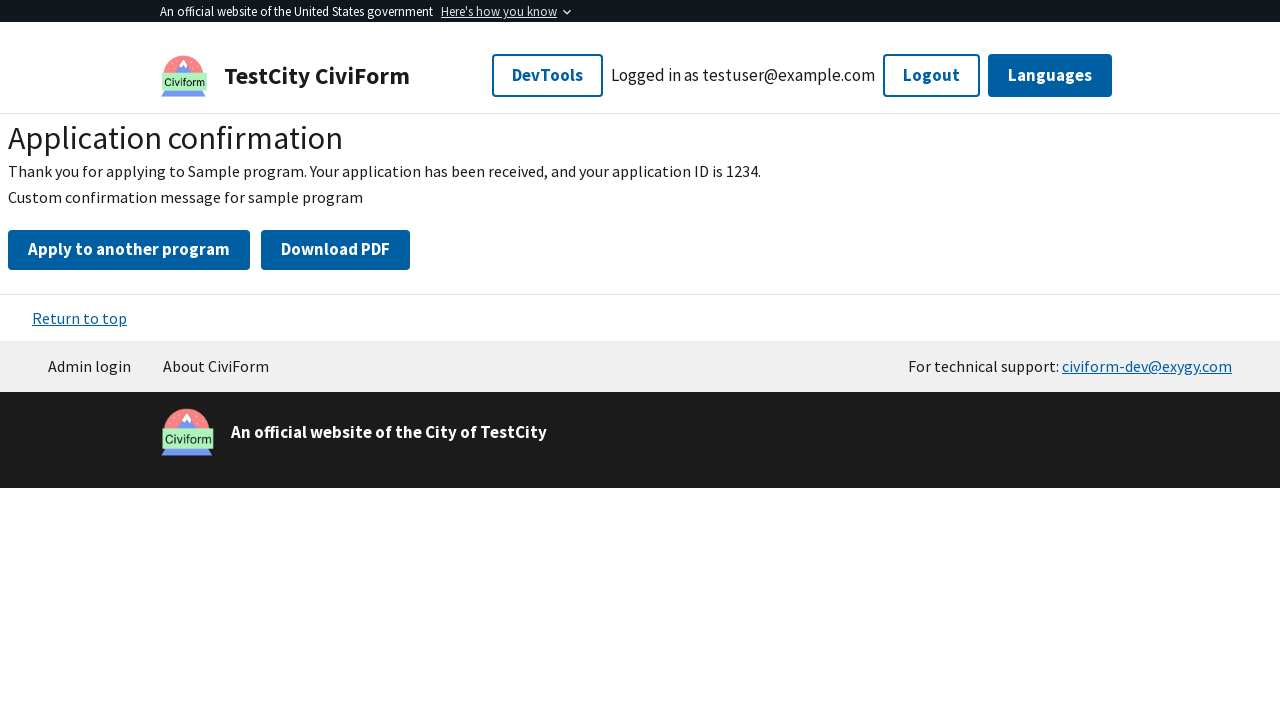 An official website of the United States government Here's how you know
Civiform
TestCity CiviForm
DevTools
Logged in as testuser@example.com
Logout
Languages
Application confirmation
Thank you for applying to Sample program. Your application has been received, and your application ID is 1234.
Custom confirmation message for sample program
Apply to another program
Download PDF
Return to top
Admin login
About CiviForm
For technical support: civiform-dev@exygy.com
Civiform
An official website of the City of TestCity